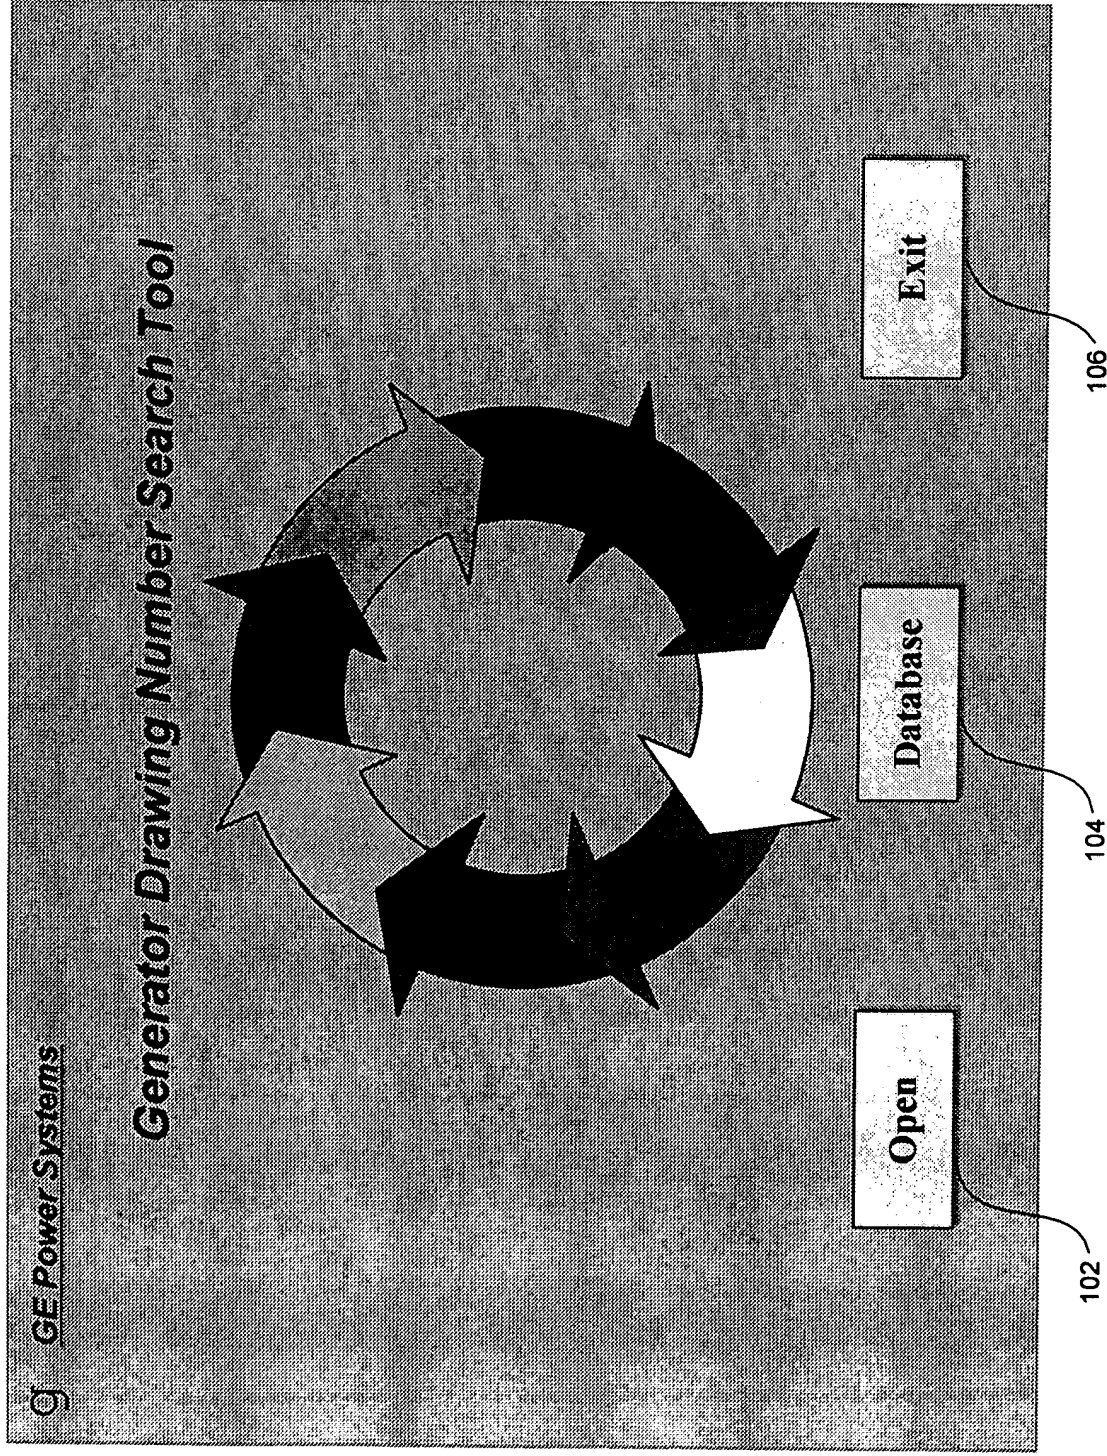 g GE Power Systems
Generator Drawing Number Search Tool
Open
Database
Exit
102
104
106